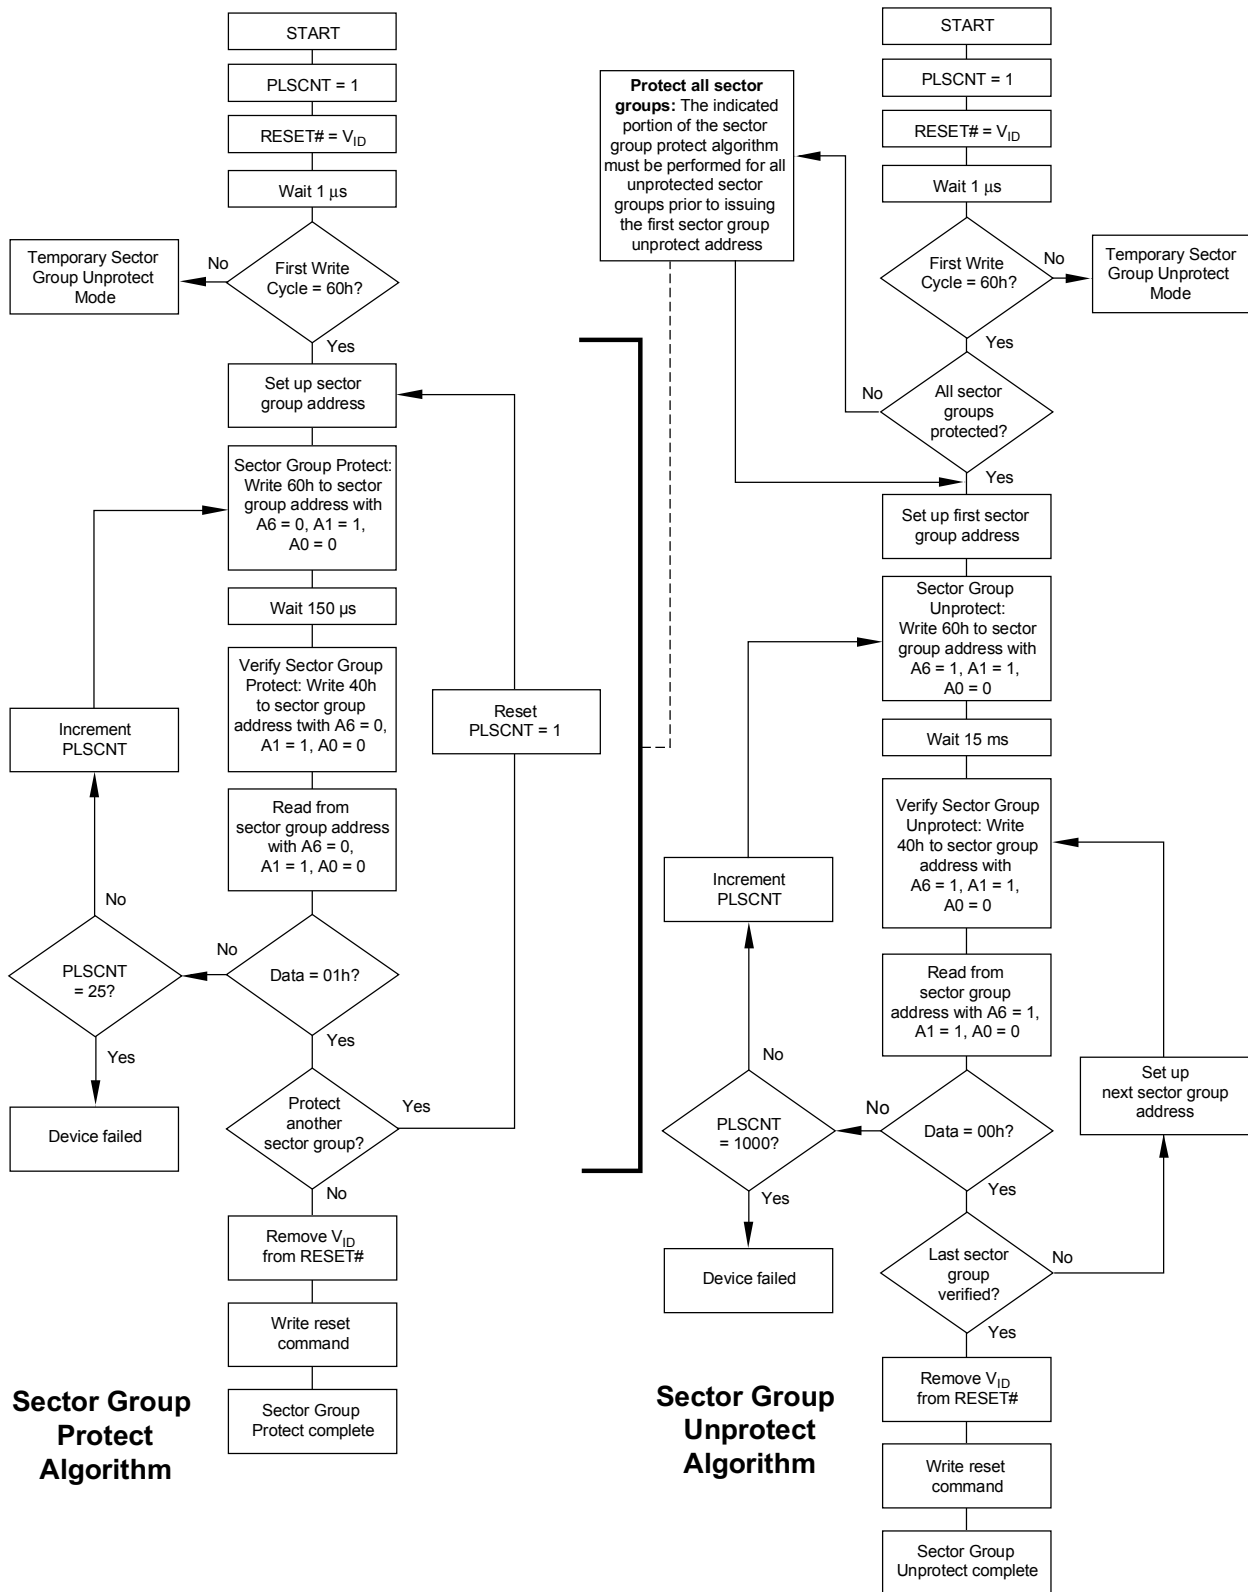 START
PLSCNT = 1
RESET# = VID
Wait 1 μs
First Write
Cycle = 60h?
No
Temporary Sector
Group Unprotect
Mode
Yes
Set up sector
group address
Sector Group Protect:
Write 60h to sector
group address with
A6 = 0, A1 = 1,
A0 = 0
Wait 150 µs
Verify Sector Group
Protect: Write 40h
to sector group
address twith A6 = 0,
A1 = 1, A0 = 0
Increment
PLSCNT
Reset
PLSCNT = 1
Read from
sector group address
with A6 = 0,
A1 = 1, A0 = 0
No
No
PLSCNT
= 25?
Data = 01h?
Yes
Yes
Device failed
Protect
another
sector group?
Yes
No
Remove VID
from RESET#
Write reset
command
Sector Group
Protect complete
Sector Group
Protect
Algorithm
START
Protect all sector
groups: The indicated
portion of the sector
group protect algorithm
must be performed for all
unprotected sector
groups prior to issuing
the first sector group
unprotect address
PLSCNT = 1
RESET# = VID
Wait 1 μs
First Write
Cycle = 60h?
No
Temporary Sector
Group Unprotect
Mode
Yes
No
All sector
groups
protected?
Yes
Set up first sector
group address
Sector Group
Unprotect:
Write 60h to sector
group address with
A6 = 1, A1 = 1,
A0 = 0
Wait 15 ms
Verify Sector Group
Unprotect: Write
40h to sector group
address with
A6 = 1, A1 = 1,
A0 = 0
Increment
PLSCNT
Read from
sector group
address with A6 = 1,
A1 = 1, A0 = 0
No
Set up
next sector group
address
No
PLSCNT
= 1000?
Data = 00h?
Yes
Yes
Device failed
Last sector
group
verified?
No
Yes
Remove VID
from RESET#
Write reset
command
Sector Group
Unprotect complete
Sector Group
Unprotect
Algorithm